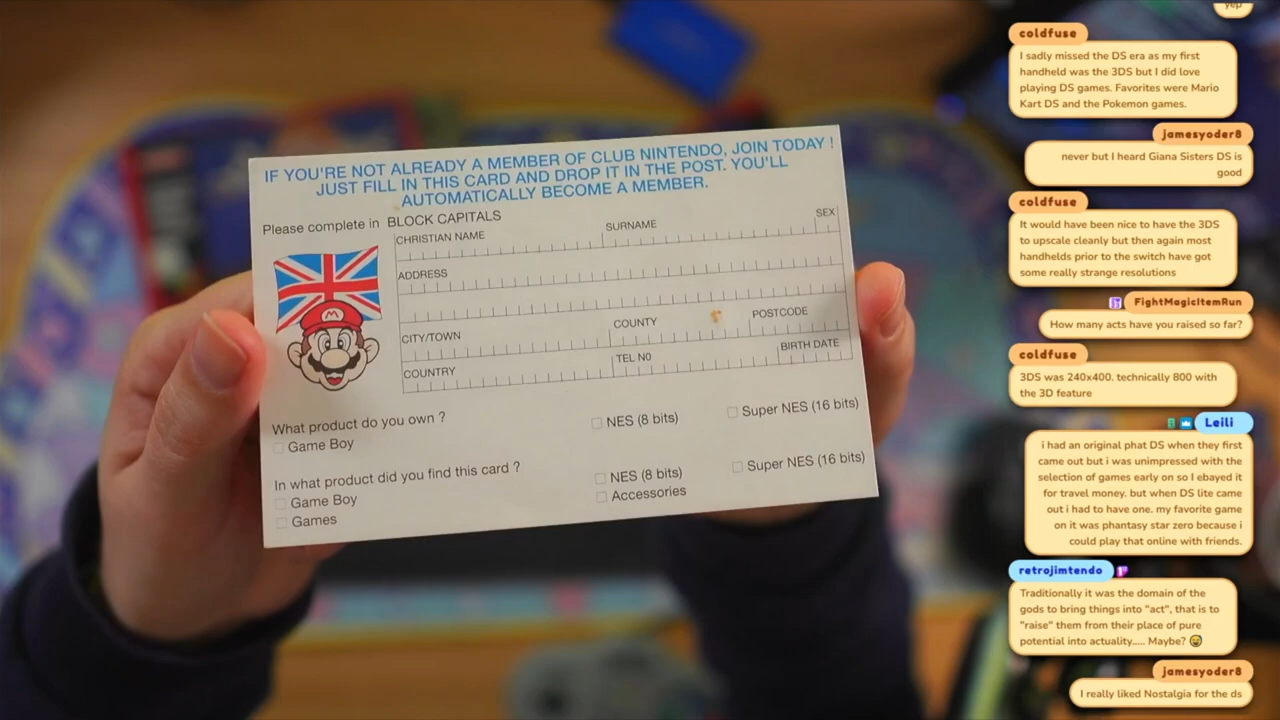 IF YOU'RE NOT ALREADY A MEMBER OF CLUB NINTENDO, JOIN TODAY !
JUST FILL IN THIS CARD AND DROP IT IN THE POST. YOU'LL
AUTOMATICALLY BECOME A MEMBER.
Please complete in BLOCK CAPITALS
CHRISTIAN NAME SURNAME SEX
ADDRESS
CITY/TOWN COUNTY POSTCODE
COUNTRY TEL N0 BIRTH DATE
What product do you own ?
Game Boy NES (8 bits) Super NES (16 bits)
In what product did you find this card ?
Game Boy NES (8 bits) Super NES (16 bits)
Games Accessories
M
yep
coldfuse
I sadly missed the DS era as my first
handheld was the 3DS but I did love
playing DS games. Favorites were Mario
Kart DS and the Pokemon games.
jamesyoder8
never but I heard Giana Sisters DS is
good
coldfuse
It would have been nice to have the 3DS
to upscale cleanly but then again most
handhelds prior to the switch have got
some really strange resolutions
FightMagicItemRun
How many acts have you raised so far?
coldfuse
3DS was 240x400. technically 800 with
the 3D feature
Leili
i had an original phat DS when they first
came out but i was unimpressed with the
selection of games early on so I ebayed it
for travel money. but when DS lite came
out i had to have one. my favorite game
on it was phantasy star zero because i
could play that online with friends.
retrojimtendo
Traditionally it was the domain of the
gods to bring things into "act", that is to
"raise" them from their place of pure
potential into actuality..... Maybe? 😅
jamesyoder8
I really liked Nostalgia for the ds